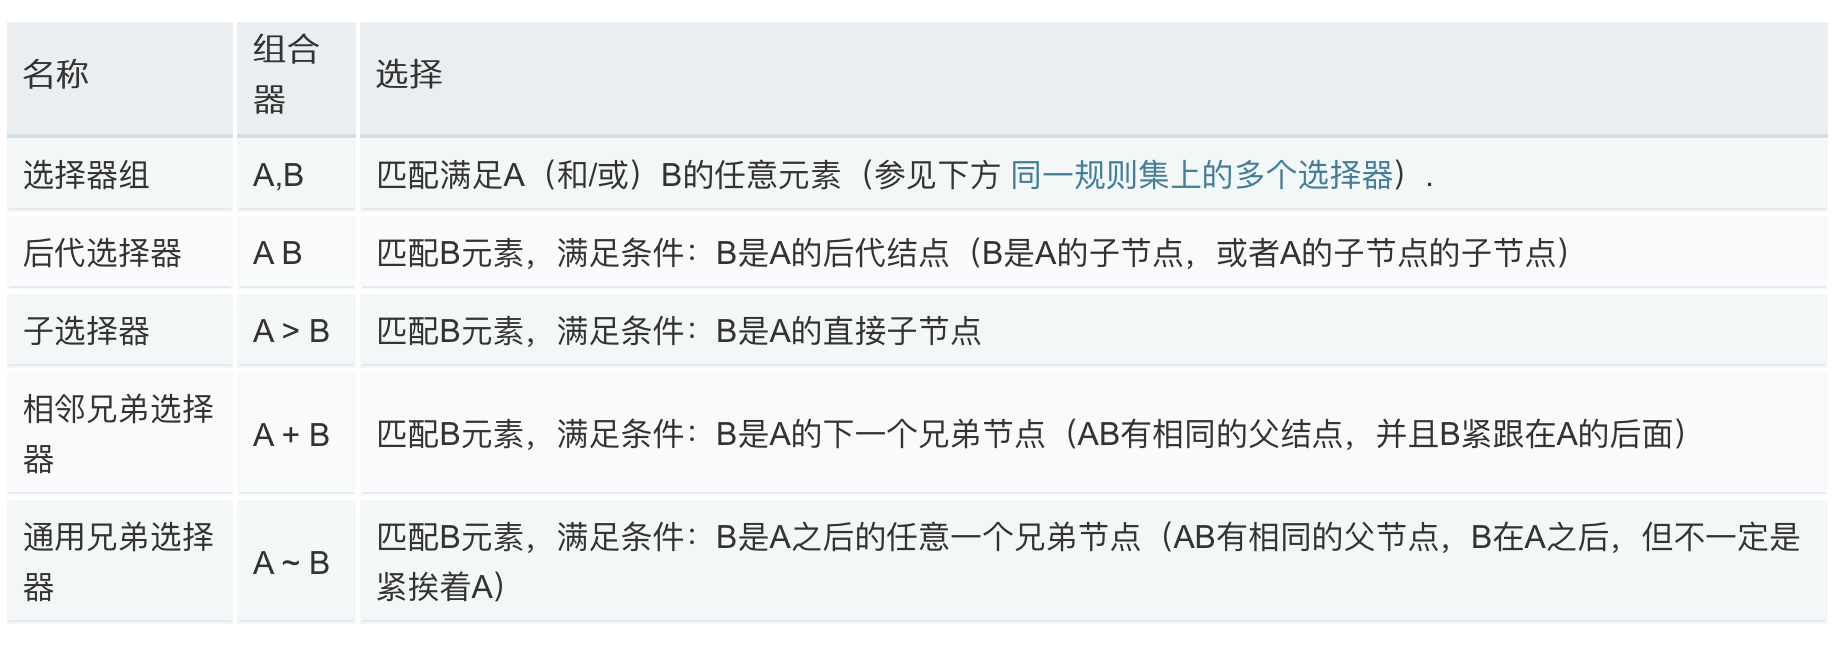 名称
组合
器
选择
选择器组
A,B
匹配满足A（和/或）B的任意元素（参见下方 同一规则集上的多个选择器）.
后代选择器
A B
匹配B元素，满足条件：B是A的后代结点（B是A的子节点，或者A的子节点的子节点）
子选择器
A > B
匹配B元素，满足条件：B是A的直接子节点
相邻兄弟选择
器
A + B
匹配B元素，满足条件：B是A的下一个兄弟节点（AB有相同的父结点，并且B紧跟在A的后面）
通用兄弟选择
器
A ~ B
匹配B元素，满足条件：B是A之后的任意一个兄弟节点（AB有相同的父节点，B在A之后，但不一定是
紧挨着A）